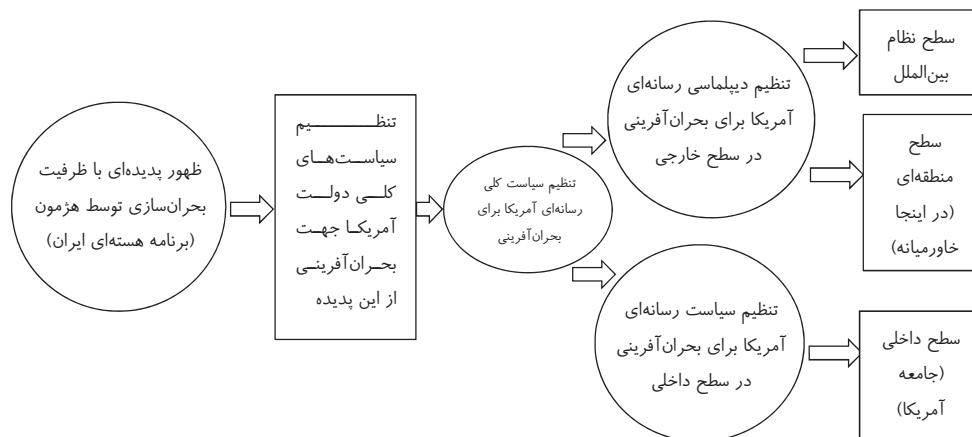 ظهور پدیده‌ای با ظرفیت
بحران‌سازی توسط هژمون
(برنامه هسته‌ای ایران)
تنظیم
سیاست‌های
کلی دولت
آمریکا جهت
بحران‌آفرینی
از این پدیده
تنظیم سیاست کلی
رسانه‌ای آمریکا برای
بحران‌آفرینی
تنظیم دیپلماسی رسانه‌ای
آمریکا برای بحران‌آفرینی
در سطح خارجی
سطح نظام
بین‌الملل
سطح
منطقه‌ای
(در اینجا
خاورمیانه)
تنظیم سیاست رسانه‌ای
آمریکا برای بحران‌آفرینی
در سطح داخلی
سطح داخلی
(جامعه
آمریکا)